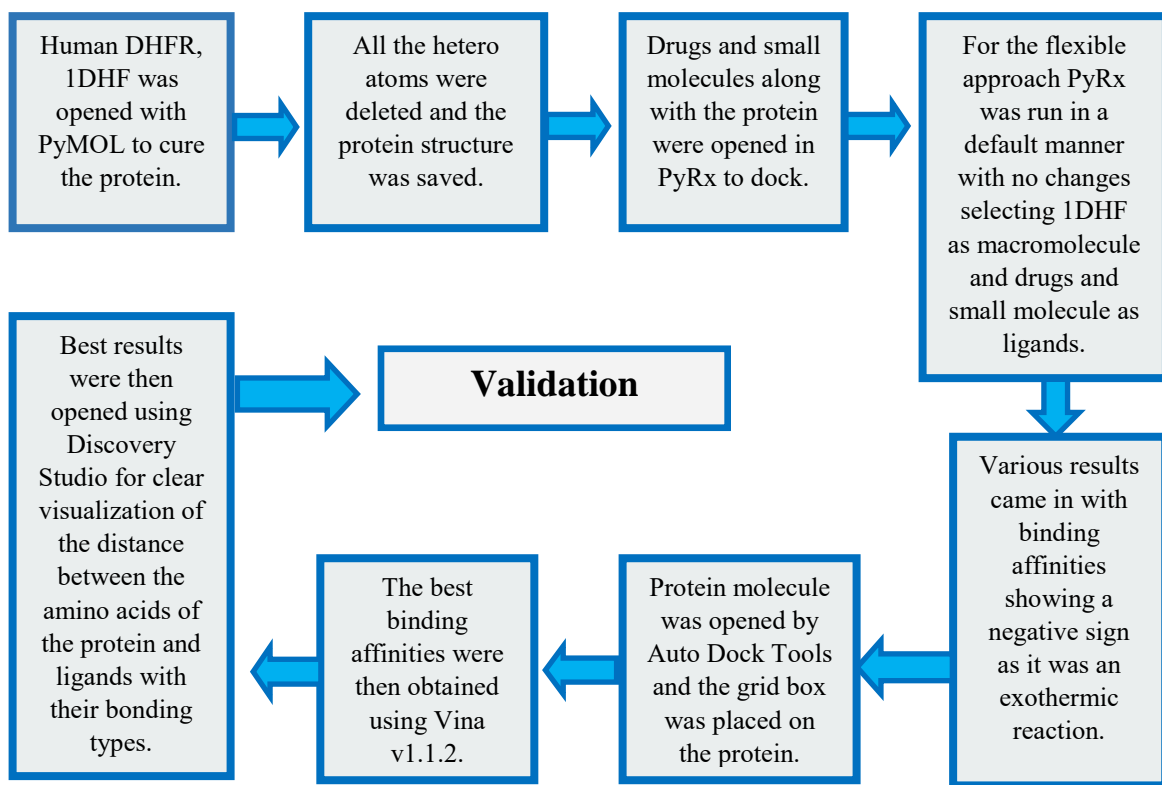 Human DHFR,
1DHF was
opened with
PyMOL to cure
the protein.
All the hetero
atoms were
deleted and the
protein structure
was saved.
Drugs and small
molecules along
with the protein
were opened in
PyRx to dock.
For the flexible
approach PyRx
was run in a
default manner
with no changes
selecting 1DHF
as macromolecule
and drugs and
small molecule as
ligands.
Various results
came in with
binding
affinities
showing a
negative sign
as it was an
exothermic
reaction.
Protein molecule
was opened by
Auto Dock Tools
and the grid box
was placed on
the protein.
The best
binding
affinities were
then obtained
using Vina
v1.1.2.
Best results
were then
opened using
Discovery
Studio for clear
visualization of
the distance
between the
amino acids of
the protein and
ligands with
their bonding
types.
Validation